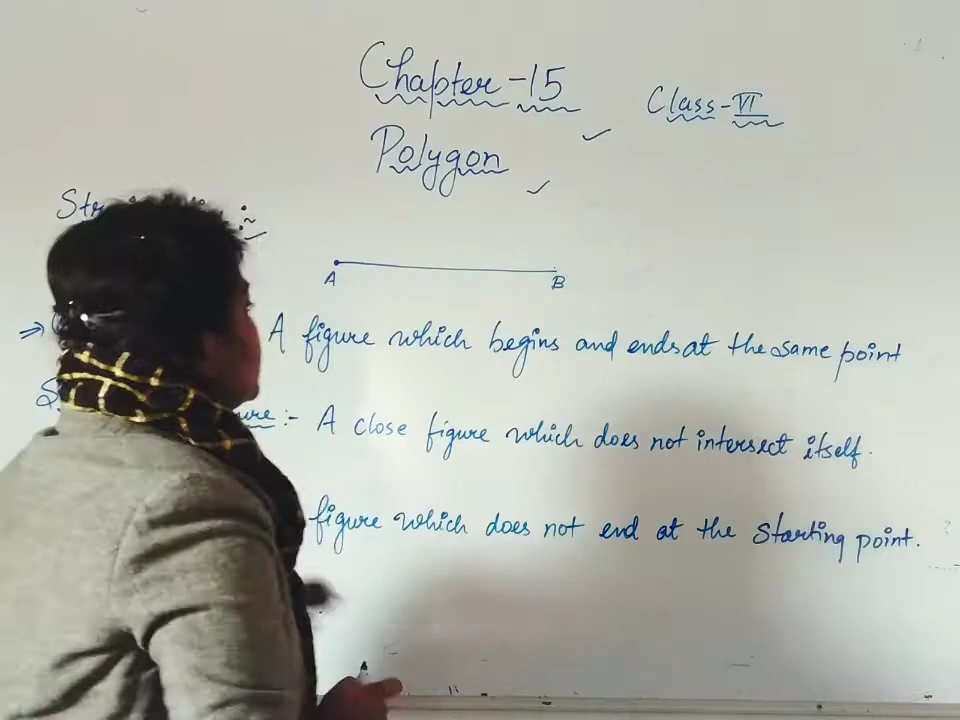 Chapter-15
Class-VI
Polygon
A B
A figure which begins and ends at the same point
:- A close figure which does not intersect itself.
figure which does not end at the starting point.